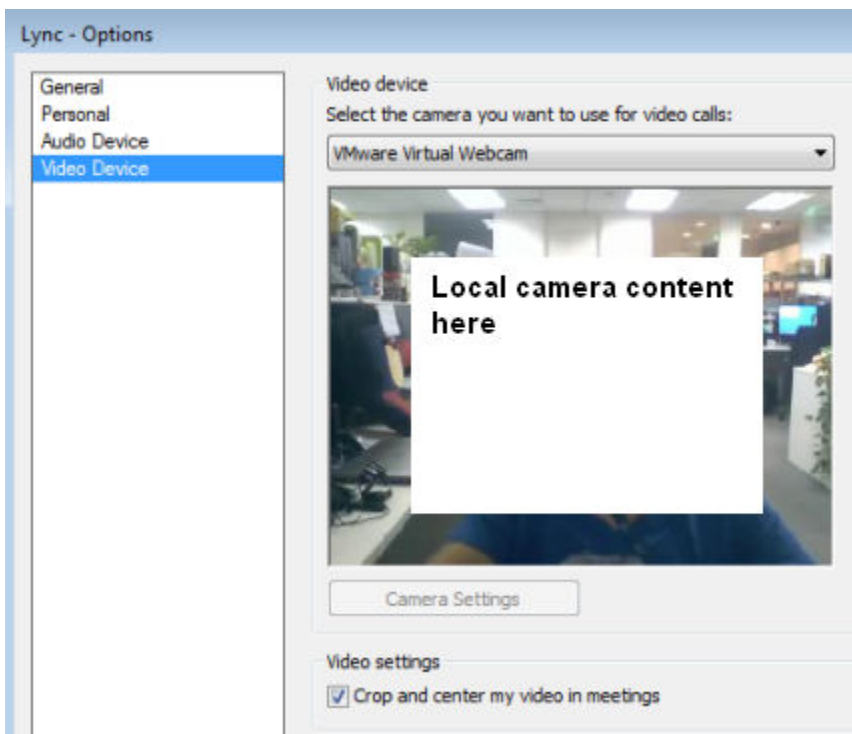 Lync - Options
General
Personal
Audio Device
Video Device
Video device
Select the camera you want to use for video calls:
VMware Virtual Webcam
Local camera content
here
Camera Settings
Video settings
Crop and center my video in meetings